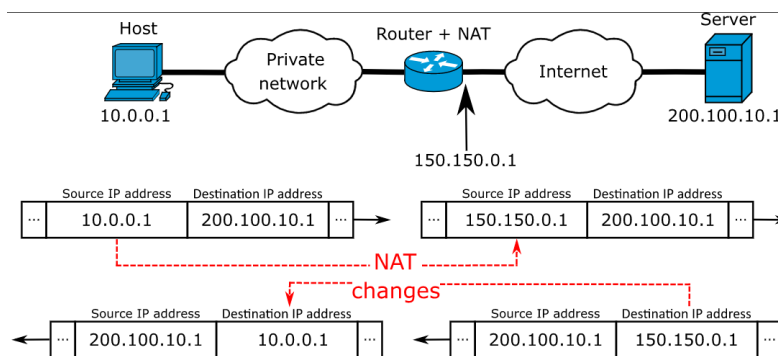 Host
Router + NAT
Server
Private
network
Internet
10.0.0.1
200.100.10.1
150.150.0.1
Source IP address Destination IP address
... 10.0.0.1 200.100.10.1 ...
Source IP address Destination IP address
... 150.150.0.1 200.100.10.1 ...
NAT
changes
Source IP address Destination IP address
... 200.100.10.1 10.0.0.1 ...
Source IP address Destination IP address
... 200.100.10.1 150.150.0.1 ...